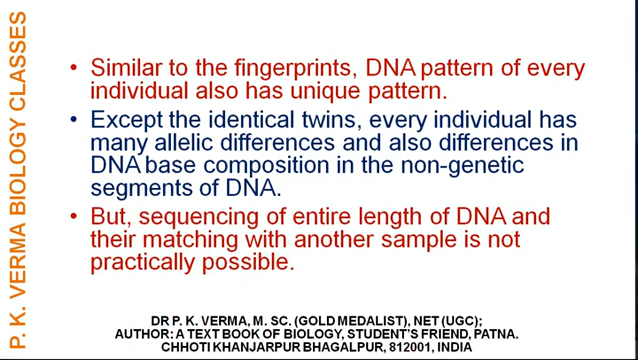 P. K. VERMA BIOLOGY CLASSES
• Similar to the fingerprints, DNA pattern of every
individual also has unique pattern.
• Except the identical twins, every individual has
many allelic differences and also differences in
DNA base composition in the non-genetic
segments of DNA.
• But, sequencing of entire length of DNA and
their matching with another sample is not
practically possible.
DR P. K. VERMA, M. SC. (GOLD MEDALIST), NET (UGC);
AUTHOR: A TEXT BOOK OF BIOLOGY, STUDENT'S FRIEND, PATNA.
CHHOTI KHANJARPUR BHAGALPUR, 812001, INDIA